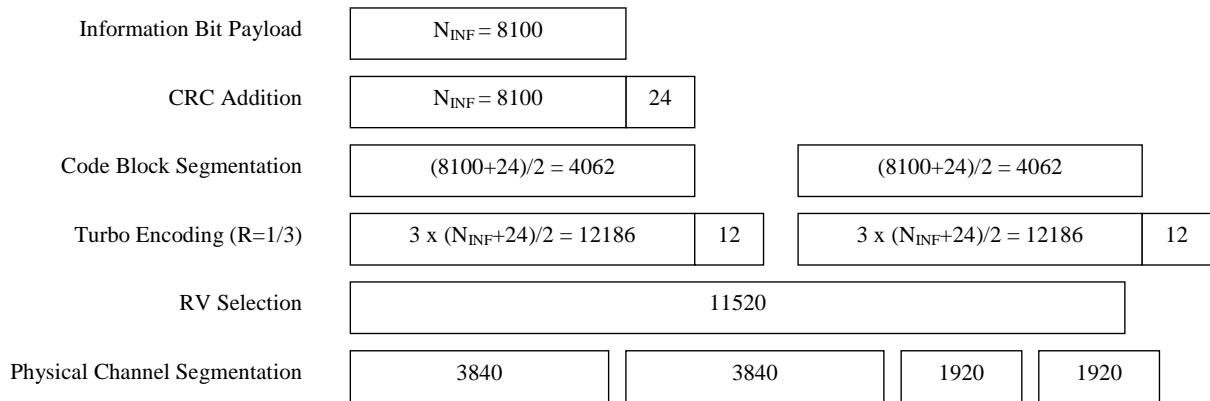 Information Bit Payload N_INF = 8100
CRC Addition N_INF = 8100 24
Code Block Segmentation (8100+24)/2 = 4062 (8100+24)/2 = 4062
Turbo Encoding (R=1/3) 3 x (N_INF+24)/2 = 12186 12 3 x (N_INF+24)/2 = 12186 12
RV Selection 11520
Physical Channel Segmentation 3840 3840 1920 1920